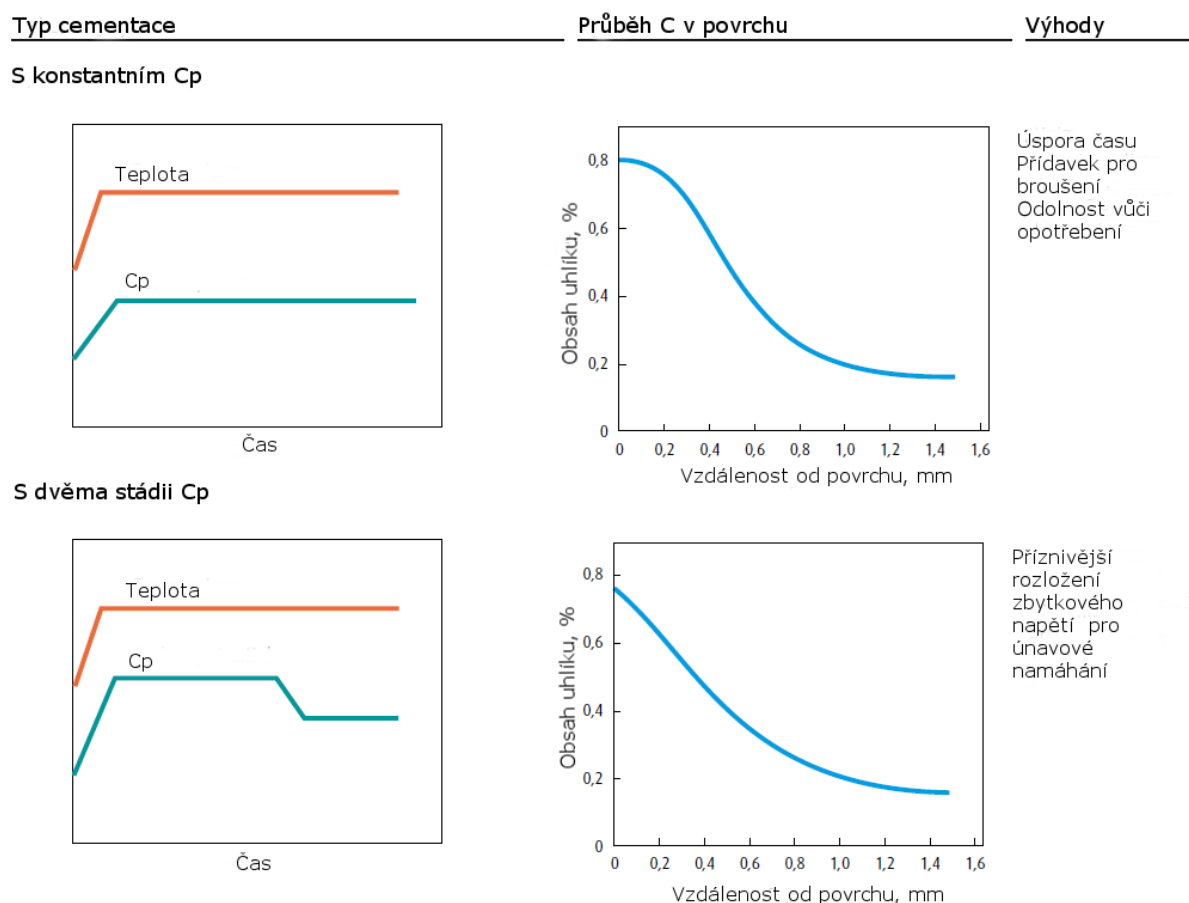 Typ cementace
Průběh C v povrchu
Výhody
S konstantním Cp
Teplota
Cp
Čas
Obsah uhlíku, %
0,8
0,6
0,4
0,2
0
0 0,2 0,4 0,6 0,8 1,0 1,2 1,4 1,6
Vzdálenost od povrchu, mm
Úspora času
Přídavek pro
broušení
Odolnost vůči
opotřebení
S dvěma stádii Cp
Teplota
Cp
Čas
Obsah uhlíku, %
0,8
0,6
0,4
0,2
0
0 0,2 0,4 0,6 0,8 1,0 1,2 1,4 1,6
Vzdálenost od povrchu, mm
Příznivější
rozložení
zbytkového
napětí pro
únavové
namáhání